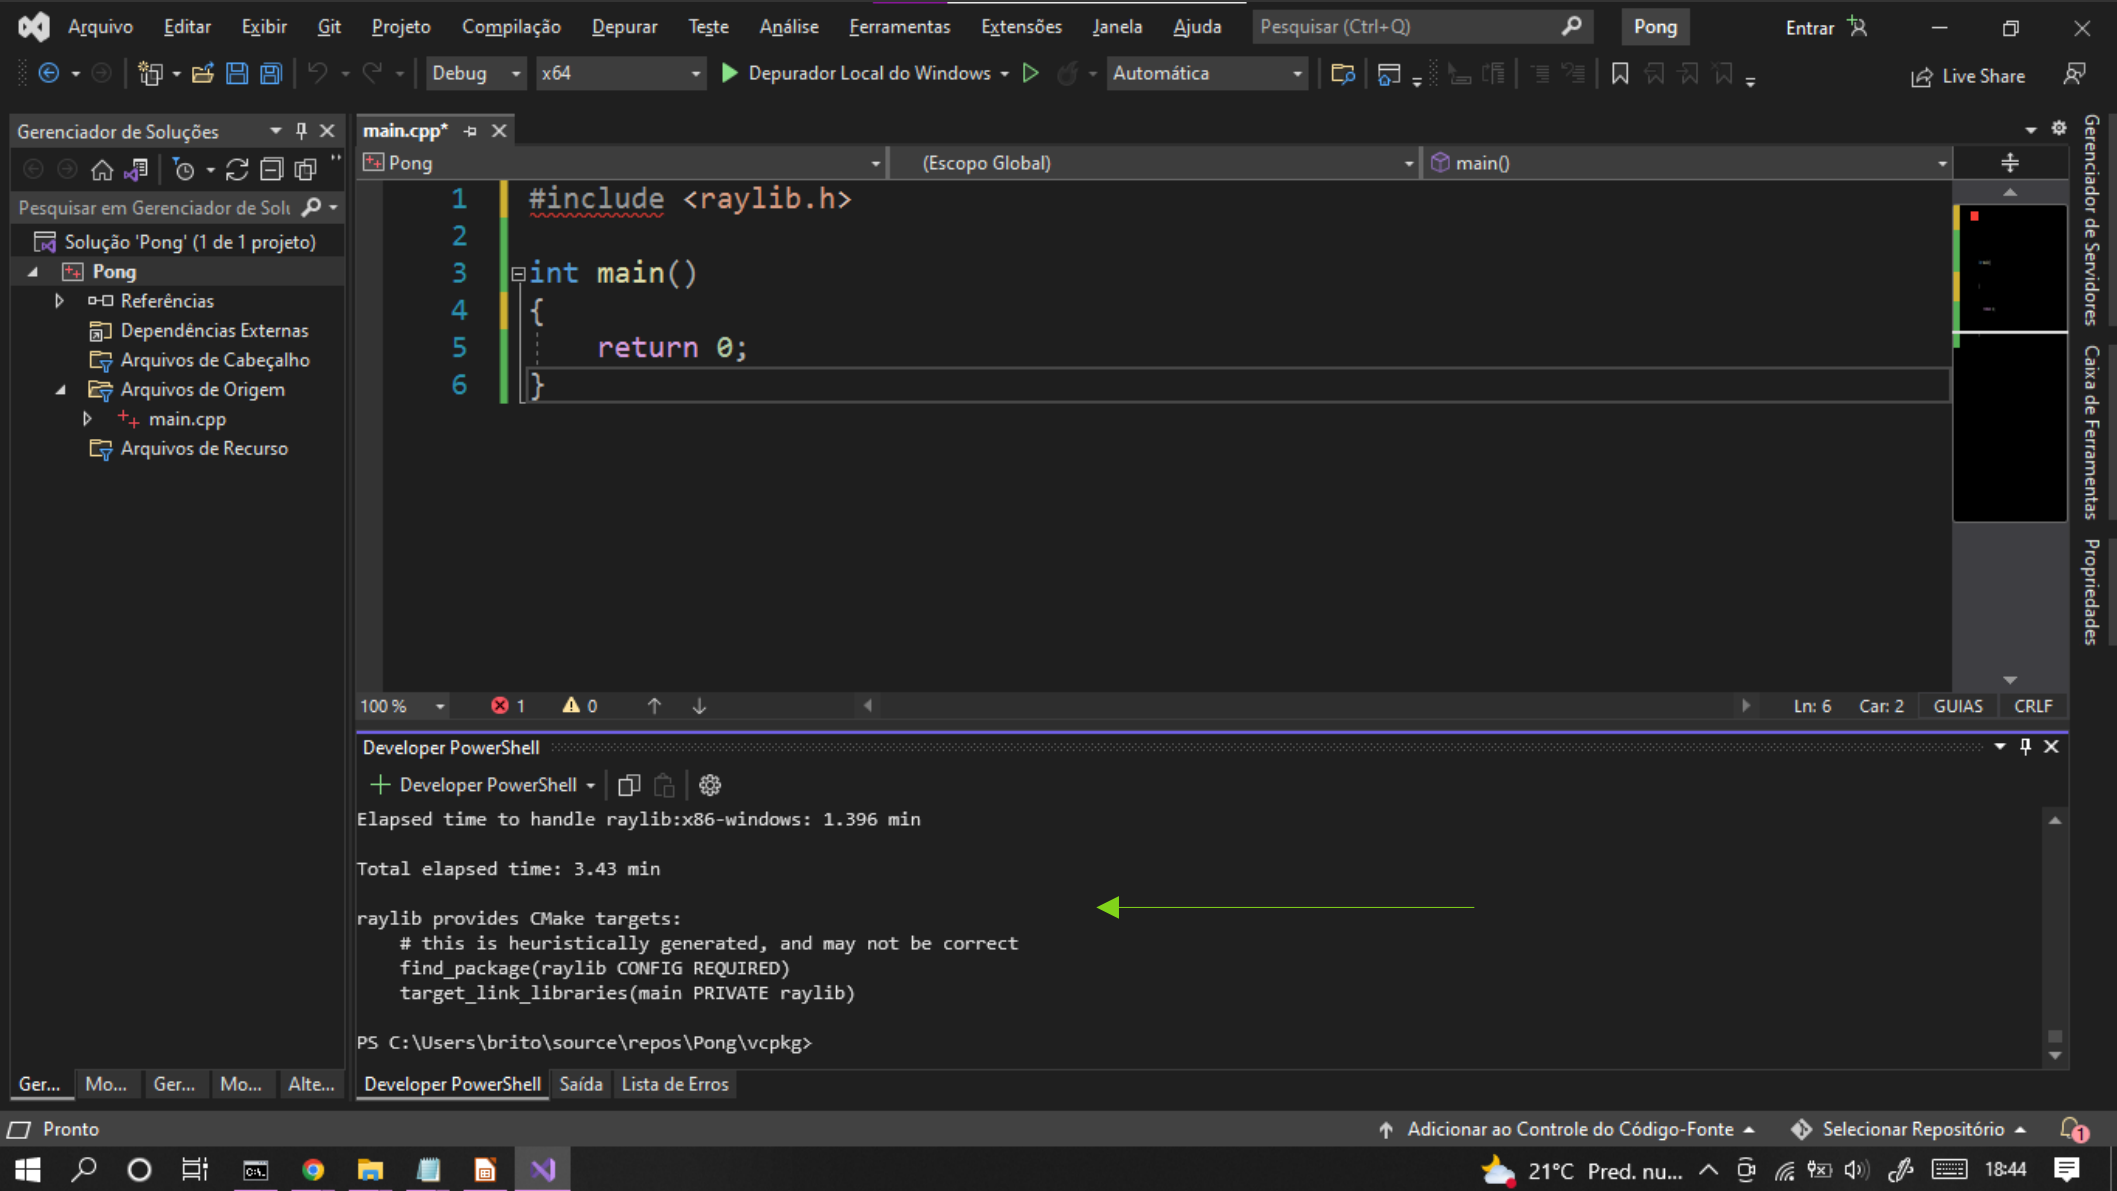 Arquivo Editar Exibir Git Projeto Compilação Depurar Teste Análise Ferramentas Extensões Janela Ajuda Pesquisar (Ctrl+Q) Pong Entrar
Debug x64 Depurador Local do Windows Automática Live Share
Gerenciador de Soluções
Pesquisar em Gerenciador de Solu
Solução 'Pong' (1 de 1 projeto)
Pong
Referências
Dependências Externas
Arquivos de Cabeçalho
Arquivos de Origem
main.cpp
Arquivos de Recurso
Ger... Mo... Ger... Mo... Alte...
main.cpp*
Pong (Escopo Global) main()
1 #include <raylib.h>
2
3 int main()
4 {
5 return 0;
6 }
100 % 1 0 Ln: 6 Car: 2 GUIAS CRLF
Developer PowerShell
Developer PowerShell
Elapsed time to handle raylib:x86-windows: 1.396 min
Total elapsed time: 3.43 min
raylib provides CMake targets:
# this is heuristically generated, and may not be correct
find_package(raylib CONFIG REQUIRED)
target_link_libraries(main PRIVATE raylib)
PS C:\Users\brito\source\repos\Pong\vcpkg>
Developer PowerShell Saída Lista de Erros
Gerenciador de Servidores
Caixa de Ferramentas
Propriedades
Pronto Adicionar ao Controle do Código-Fonte Selecionar Repositório 1
21°C Pred. nu... 18:44